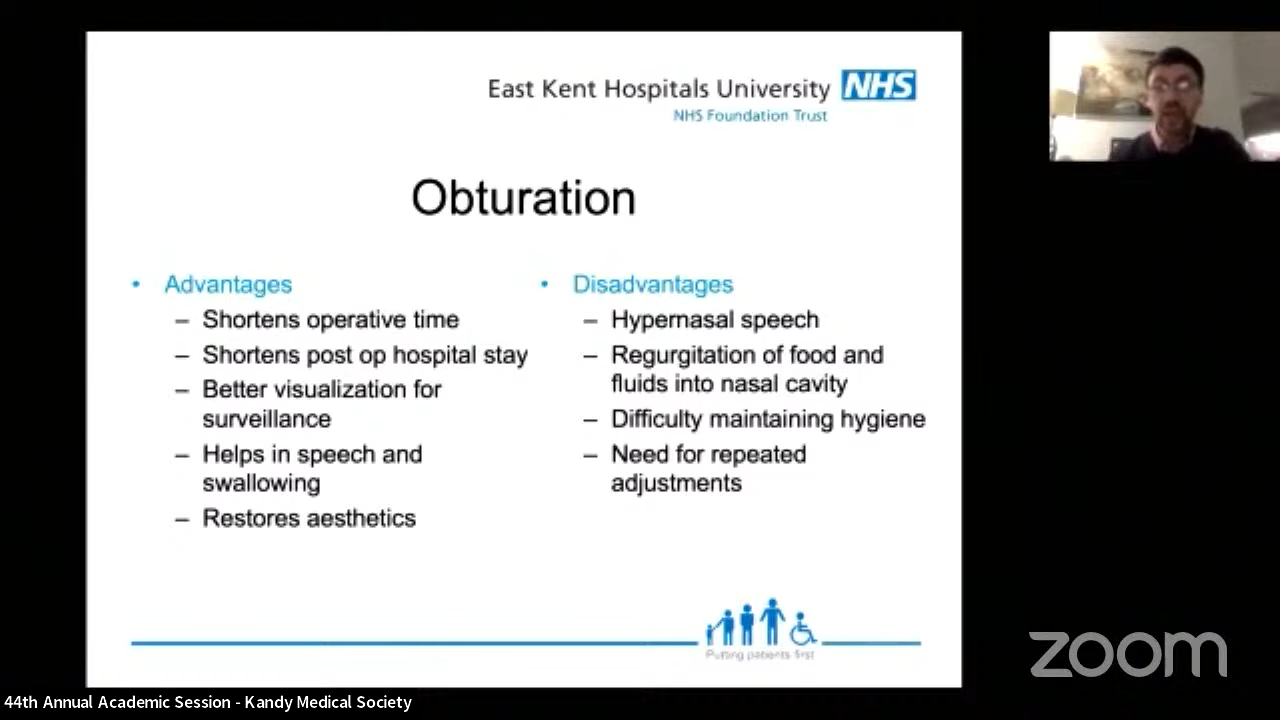 East Kent Hospitals University NHS
NHS Foundation Trust
Obturation
• Advantages
– Shortens operative time
– Shortens post op hospital stay
– Better visualization for
surveillance
– Helps in speech and
swallowing
– Restores aesthetics
• Disadvantages
– Hypernasal speech
– Regurgitation of food and
fluids into nasal cavity
– Difficulty maintaining hygiene
– Need for repeated
adjustments
Putting patients first
zoom
44th Annual Academic Session - Kandy Medical Society